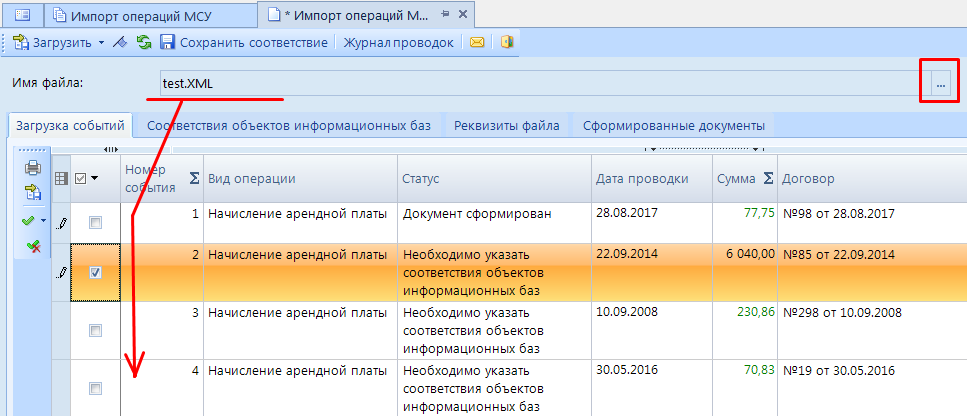 Импорт операций МСУ
* Импорт операций М...
Загрузить
Сохранить соответствие
Журнал проводок
Имя файла:
test.XML
...
Загрузка событий
Соответствия объектов информационных баз
Реквизиты файла
Сформированные документы
Номер события Σ Вид операции Статус Дата проводки Сумма Σ Договор
1 Начисление арендной платы Документ сформирован 28.08.2017 77,75 №98 от 28.08.2017
2 Начисление арендной платы Необходимо указать 22.09.2014 6 040,00 №85 от 22.09.2014
соответствия объектов
информационных баз
3 Начисление арендной платы Необходимо указать 10.09.2008 230,86 №298 от 10.09.2008
соответствия объектов
информационных баз
4 Начисление арендной платы Необходимо указать 30.05.2016 70,83 №19 от 30.05.2016
соответствия объектов
информационных баз